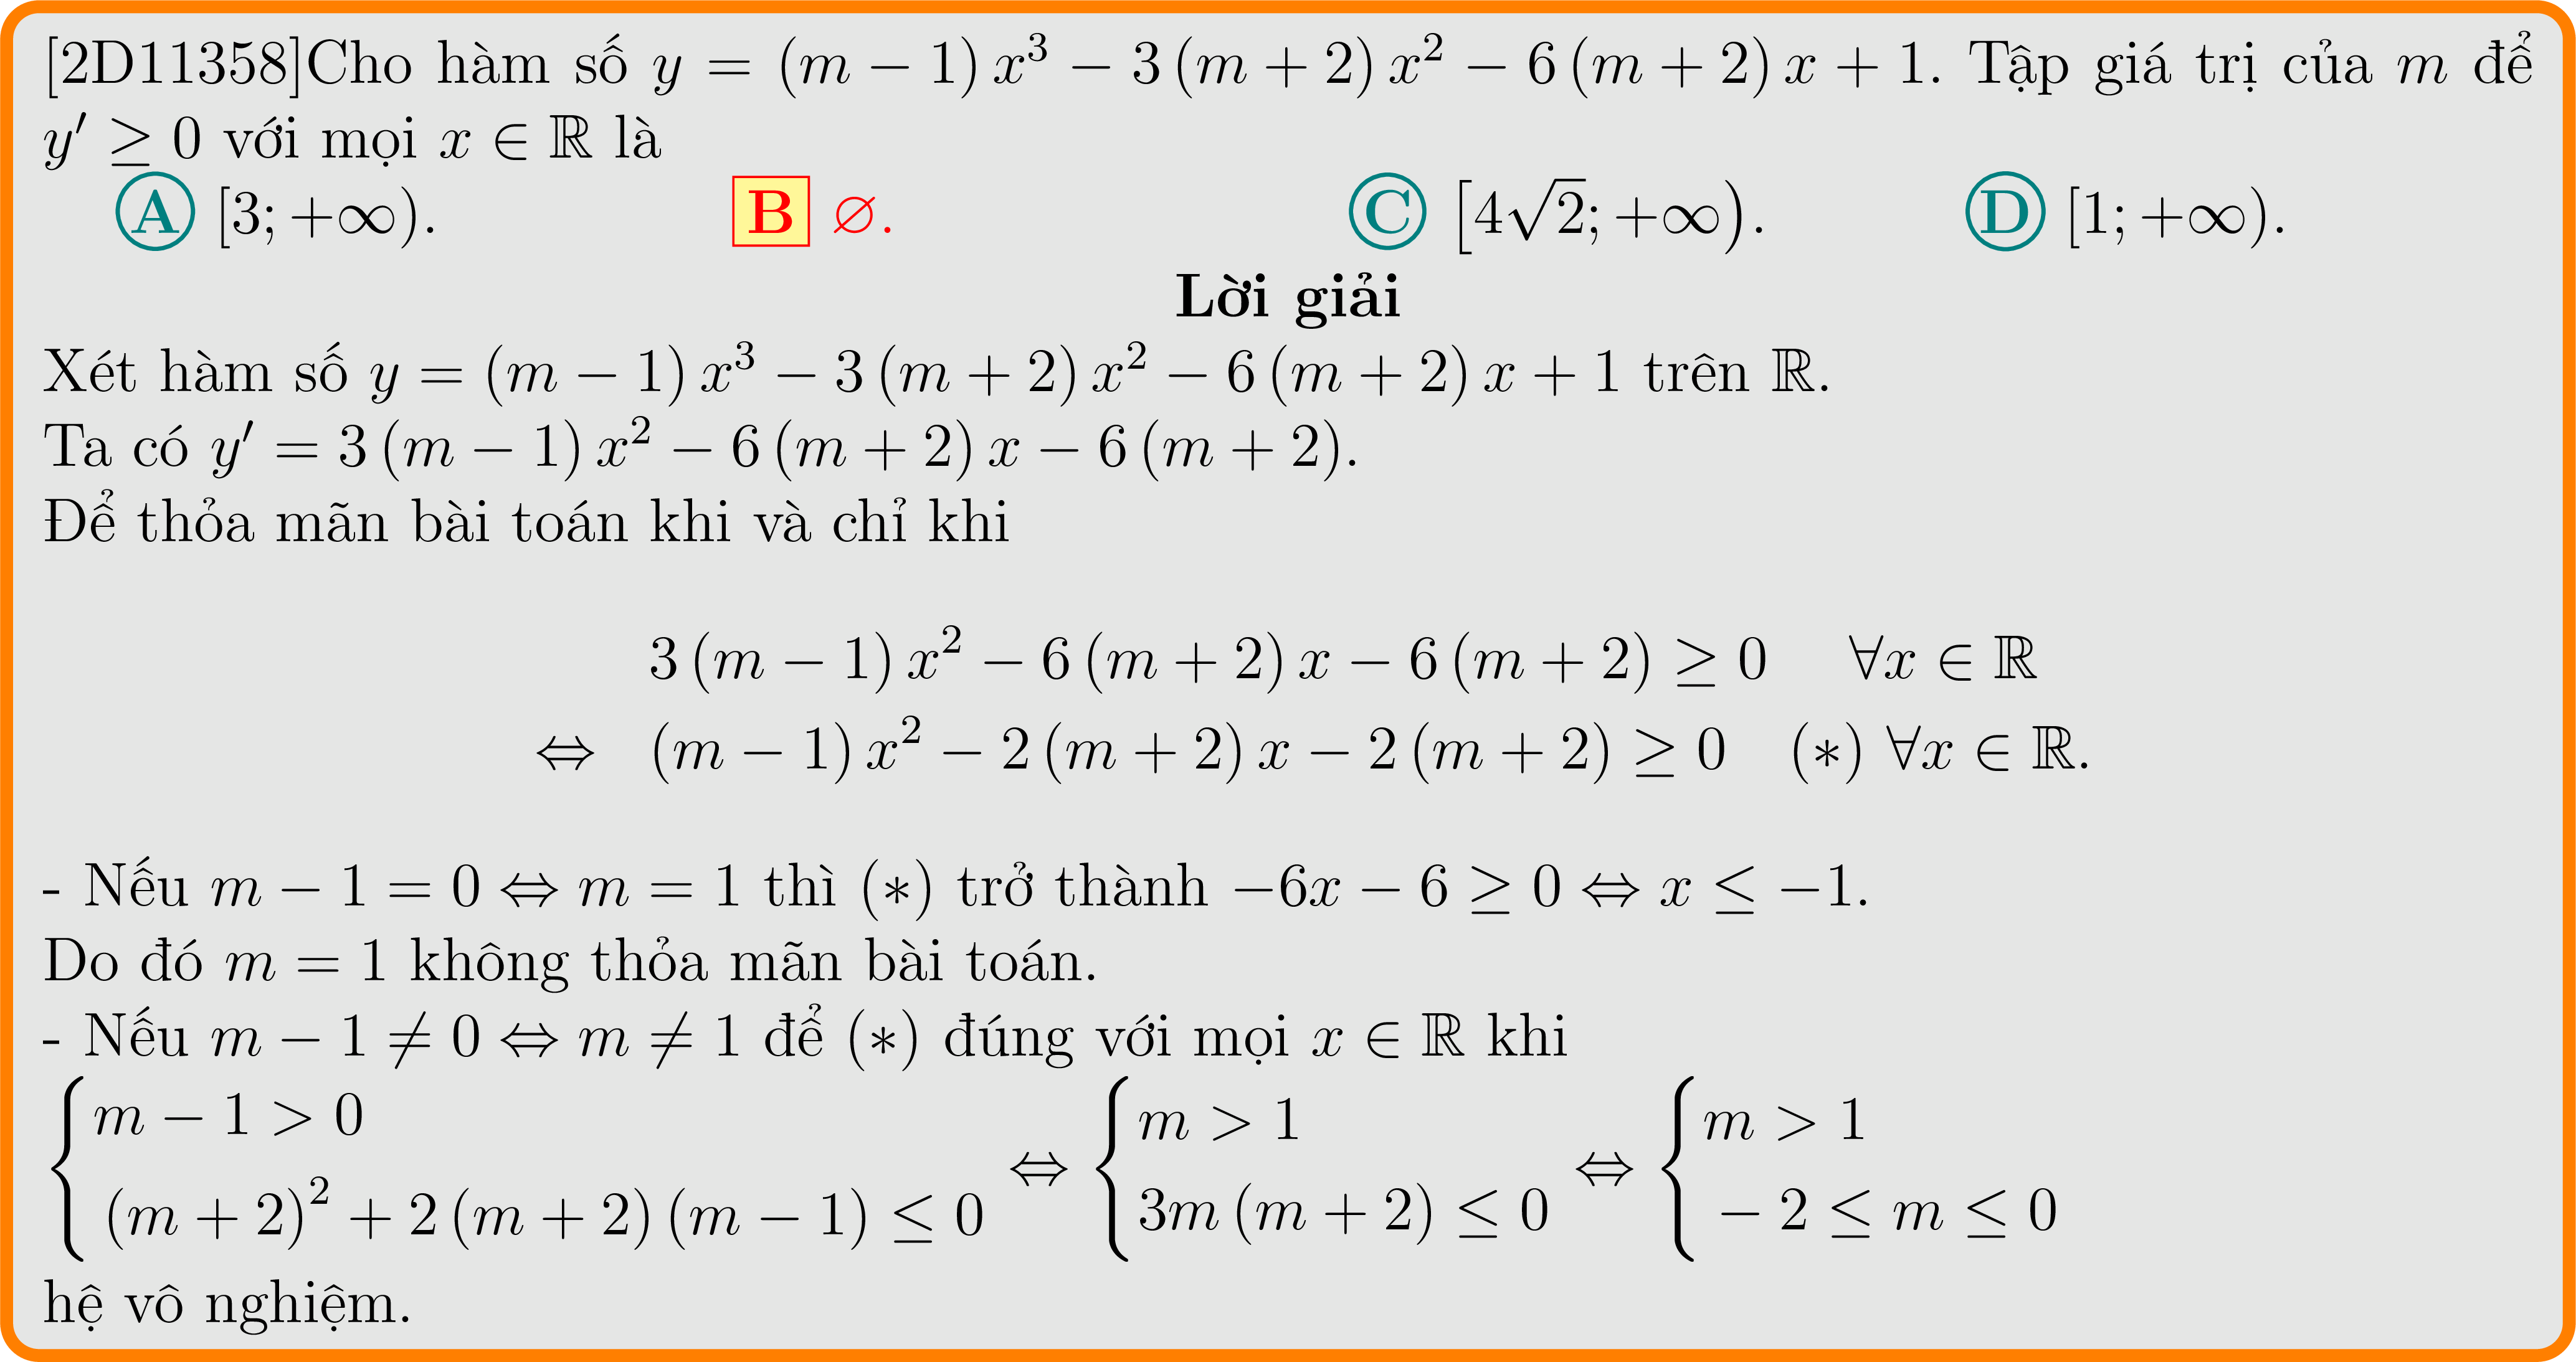 [2D11358]Cho hàm số $y = (m - 1) x^3 - 3 (m + 2) x^2 - 6 (m + 2) x + 1$. Tập giá trị của $m$ để
$y' \geq 0$ với mọi $x \in \mathbb{R}$ là
A $[3; +\infty)$. B $\varnothing$. C $[4\sqrt{2}; +\infty)$. D $[1; +\infty)$.
Lời giải
Xét hàm số $y = (m - 1) x^3 - 3 (m + 2) x^2 - 6 (m + 2) x + 1$ trên $\mathbb{R}$.
Ta có $y' = 3 (m - 1) x^2 - 6 (m + 2) x - 6 (m + 2)$.
Để thỏa mãn bài toán khi và chỉ khi
$3 (m - 1) x^2 - 6 (m + 2) x - 6 (m + 2) \geq 0 \quad \forall x \in \mathbb{R}$
$\Leftrightarrow (m - 1) x^2 - 2 (m + 2) x - 2 (m + 2) \geq 0 \quad (*) \ \forall x \in \mathbb{R}.$
- Nếu $m - 1 = 0 \Leftrightarrow m = 1$ thì $(*)$ trở thành $-6x - 6 \geq 0 \Leftrightarrow x \leq -1$.
Do đó $m = 1$ không thỏa mãn bài toán.
- Nếu $m - 1 \neq 0 \Leftrightarrow m \neq 1$ để $(*)$ đúng với mọi $x \in \mathbb{R}$ khi
$\begin{cases} m - 1 > 0 \\ (m + 2)^2 + 2 (m + 2) (m - 1) \leq 0 \end{cases} \Leftrightarrow \begin{cases} m > 1 \\ 3m (m + 2) \leq 0 \end{cases} \Leftrightarrow \begin{cases} m > 1 \\ - 2 \leq m \leq 0 \end{cases}$
hệ vô nghiệm.